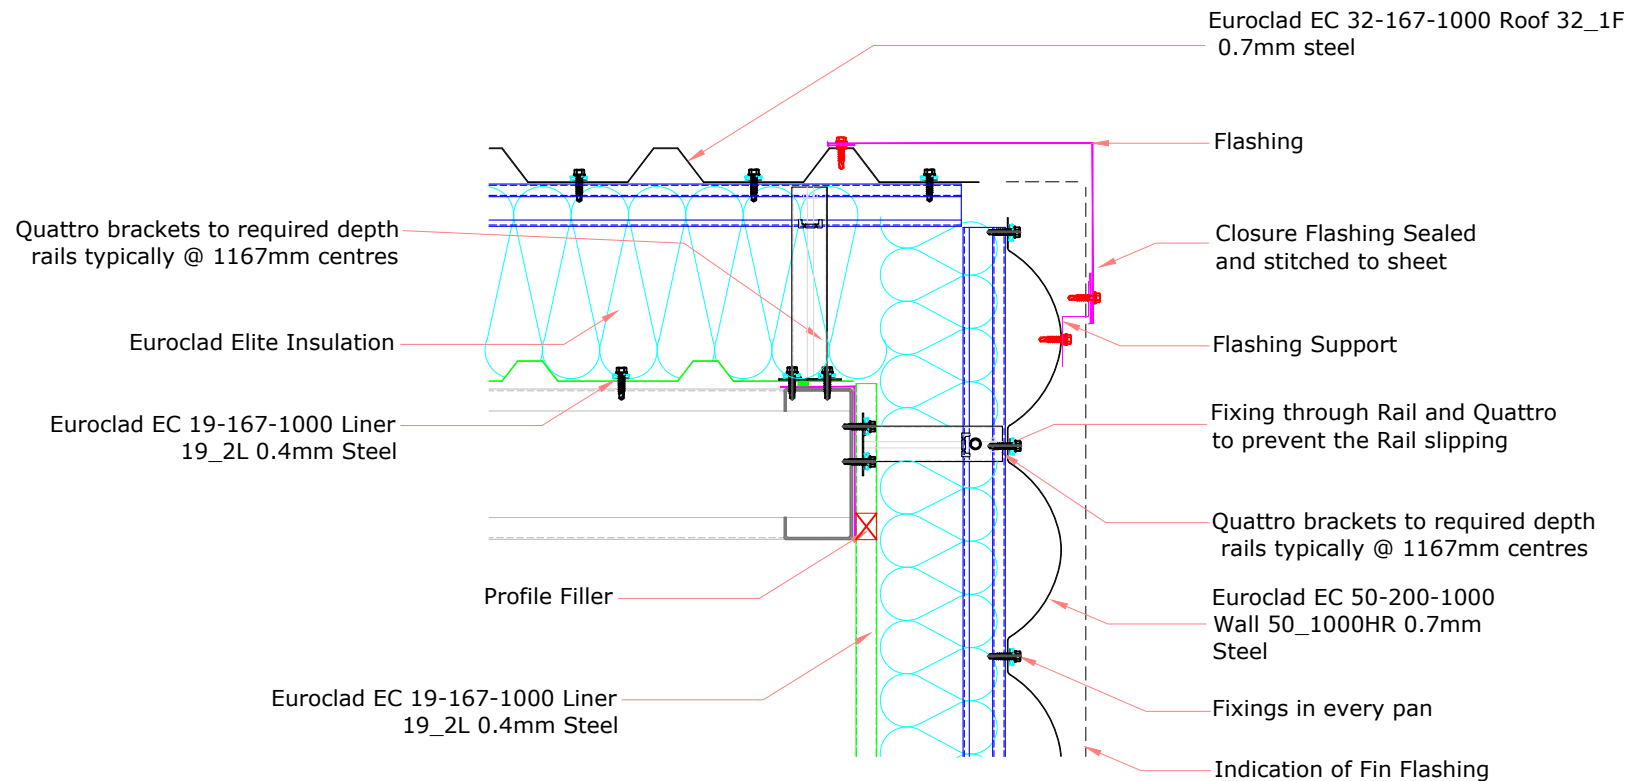 Euroclad EC 32-167-1000 Roof 32_1F
0.7mm steel
Flashing
Quattro brackets to required depth
rails typically @ 1167mm centres
Closure Flashing Sealed
and stitched to sheet
Euroclad Elite Insulation
Flashing Support
Euroclad EC 19-167-1000 Liner
19_2L 0.4mm Steel
Fixing through Rail and Quattro
to prevent the Rail slipping
Quattro brackets to required depth
rails typically @ 1167mm centres
Profile Filler
Euroclad EC 50-200-1000
Wall 50_1000HR 0.7mm
Steel
Euroclad EC 19-167-1000 Liner
19_2L 0.4mm Steel
Fixings in every pan
Indication of Fin Flashing